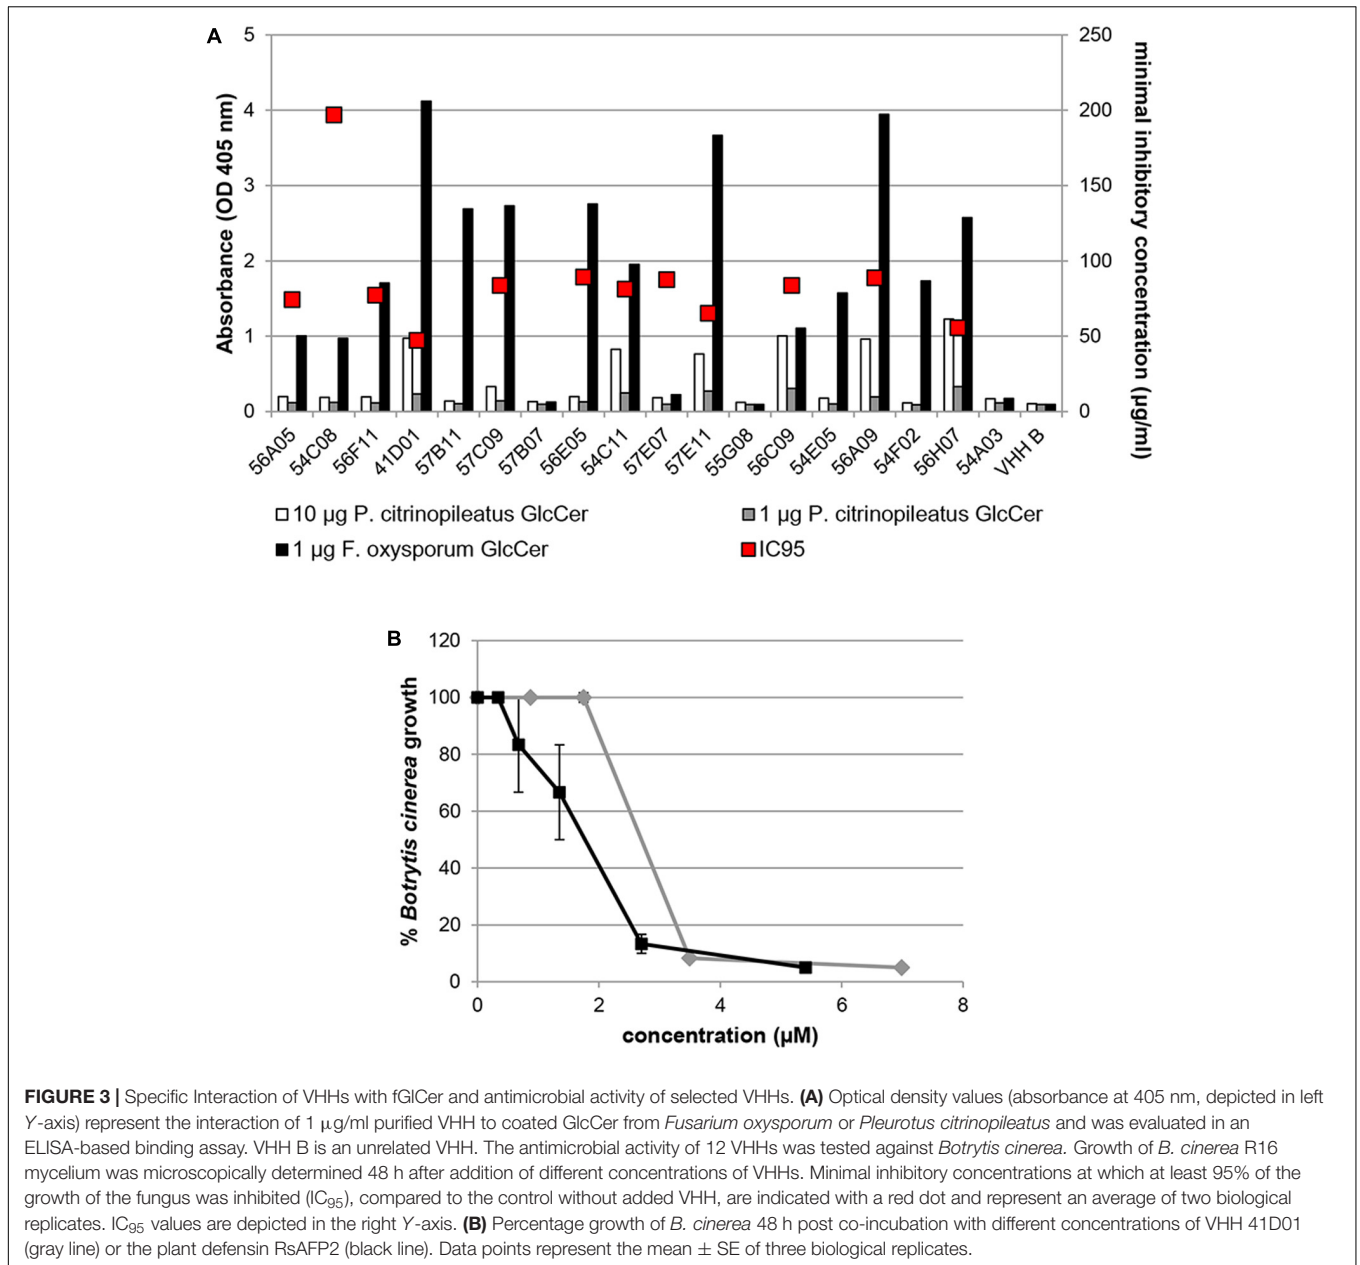 A
5
4
3
2
1
0
Absorbance (OD 405 nm)
250
200
150
100
50
0
minimal inhibitory concentration (µg/ml)
56A05
54C08
56F11
41D01
57B11
57C09
57B07
56E05
54C11
57E07
57E11
55G08
56C09
54E05
56A09
54F02
56H07
54A03
VHH B
10 µg P. citrinopileatus GlcCer
1 µg P. citrinopileatus GlcCer
1 µg F. oxysporum GlcCer
IC95
B
120
100
80
60
40
20
0
% Botrytis cinerea growth
0 2 4 6 8
concentration (µM)
FIGURE 3 | Specific Interaction of VHHs with fGlCer and antimicrobial activity of selected VHHs. (A) Optical density values (absorbance at 405 nm, depicted in left
Y-axis) represent the interaction of 1 µg/ml purified VHH to coated GlcCer from Fusarium oxysporum or Pleurotus citrinopileatus and was evaluated in an
ELISA-based binding assay. VHH B is an unrelated VHH. The antimicrobial activity of 12 VHHs was tested against Botrytis cinerea. Growth of B. cinerea R16
mycelium was microscopically determined 48 h after addition of different concentrations of VHHs. Minimal inhibitory concentrations at which at least 95% of the
growth of the fungus was inhibited (IC95), compared to the control without added VHH, are indicated with a red dot and represent an average of two biological
replicates. IC95 values are depicted in the right Y-axis. (B) Percentage growth of B. cinerea 48 h post co-incubation with different concentrations of VHH 41D01
(gray line) or the plant defensin RsAFP2 (black line). Data points represent the mean ± SE of three biological replicates.